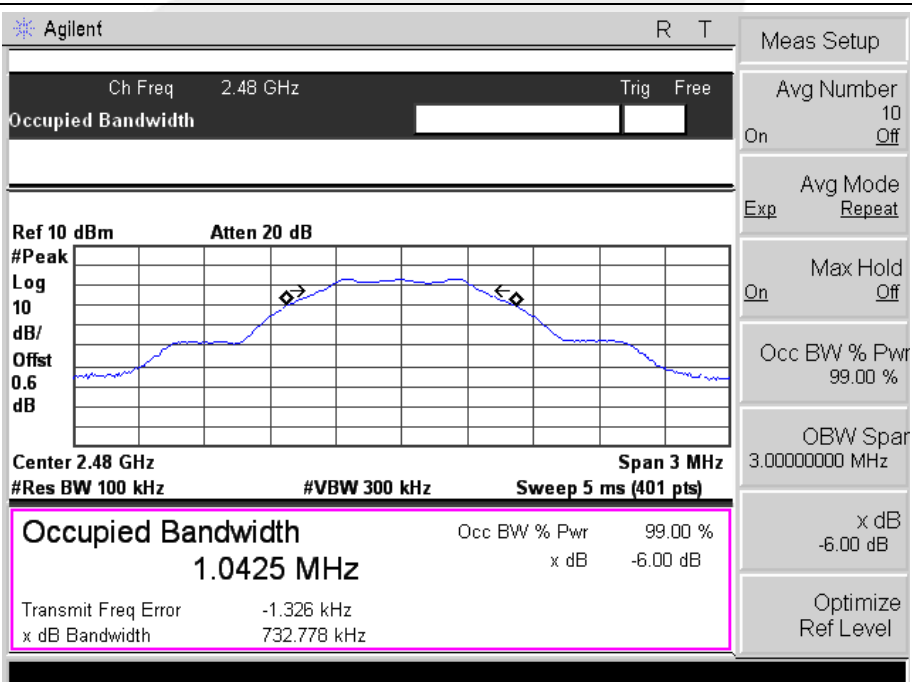 Agilent R T
Ch Freq 2.48 GHz Trig Free
Occupied Bandwidth
Ref 10 dBm Atten 20 dB
#Peak
Log
10
dB/
Offst
0.6
dB
Center 2.48 GHz Span 3 MHz
#Res BW 100 kHz #VBW 300 kHz Sweep 5 ms (401 pts)
Occupied Bandwidth
1.0425 MHz
Occ BW % Pwr 99.00 %
x dB -6.00 dB
Transmit Freq Error -1.326 kHz
x dB Bandwidth 732.778 kHz
Meas Setup
Avg Number
10
On Off
Avg Mode
Exp Repeat
Max Hold
On Off
Occ BW % Pwr
99.00 %
OBW Span
3.00000000 MHz
x dB
-6.00 dB
Optimize
Ref Level